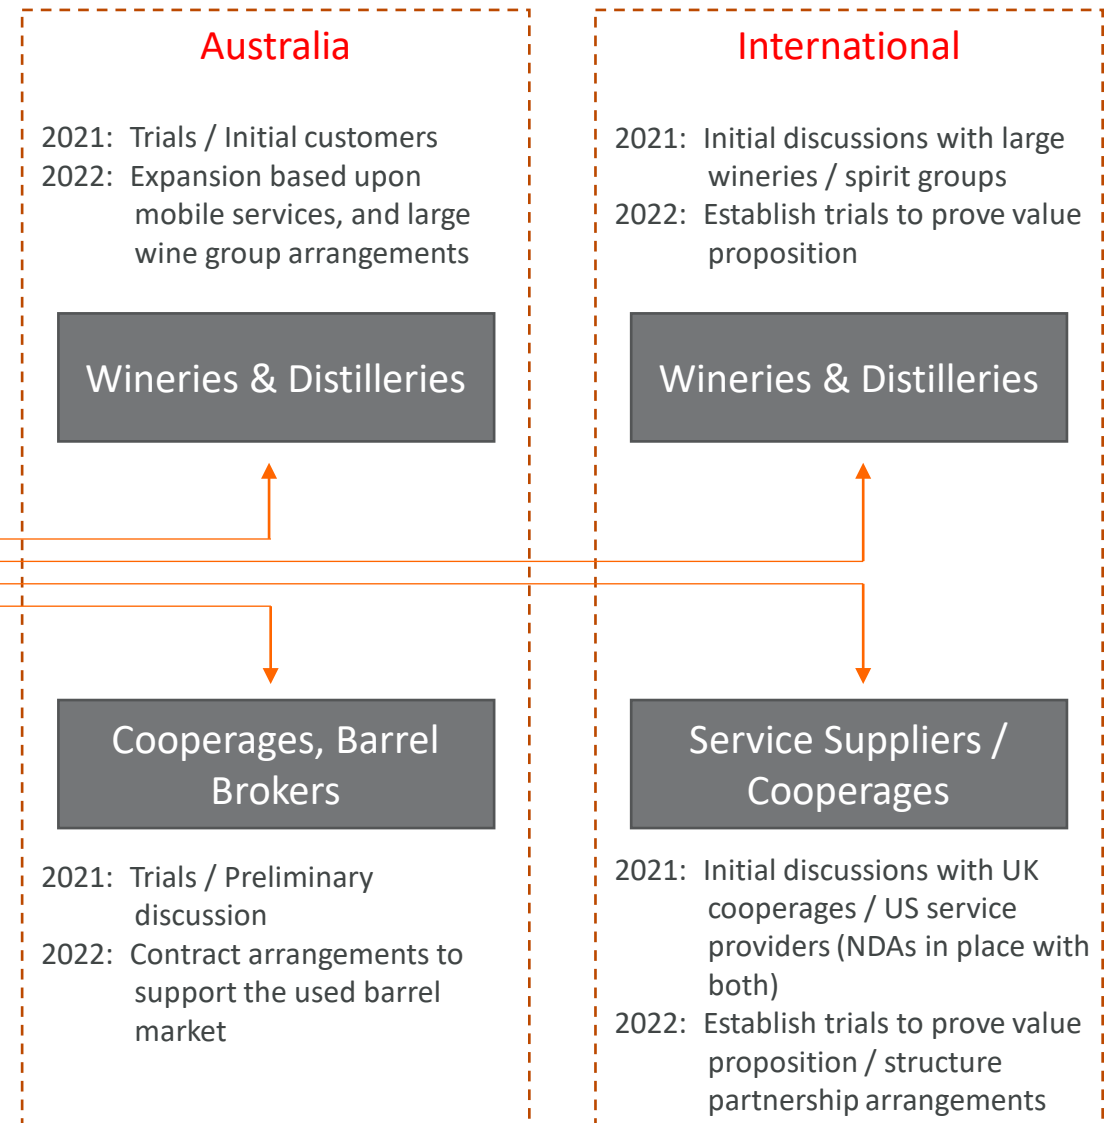 Australia
2021: Trials / Initial customers
2022: Expansion based upon
mobile services, and large
wine group arrangements
Wineries & Distilleries
Cooperages, Barrel
Brokers
2021: Trials / Preliminary
discussion
2022: Contract arrangements to
support the used barrel
market
International
2021: Initial discussions with large
wineries / spirit groups
2022: Establish trials to prove value
proposition
Wineries & Distilleries
Service Suppliers /
Cooperages
2021: Initial discussions with UK
cooperages / US service
providers (NDAs in place with
both)
2022: Establish trials to prove value
proposition / structure
partnership arrangements